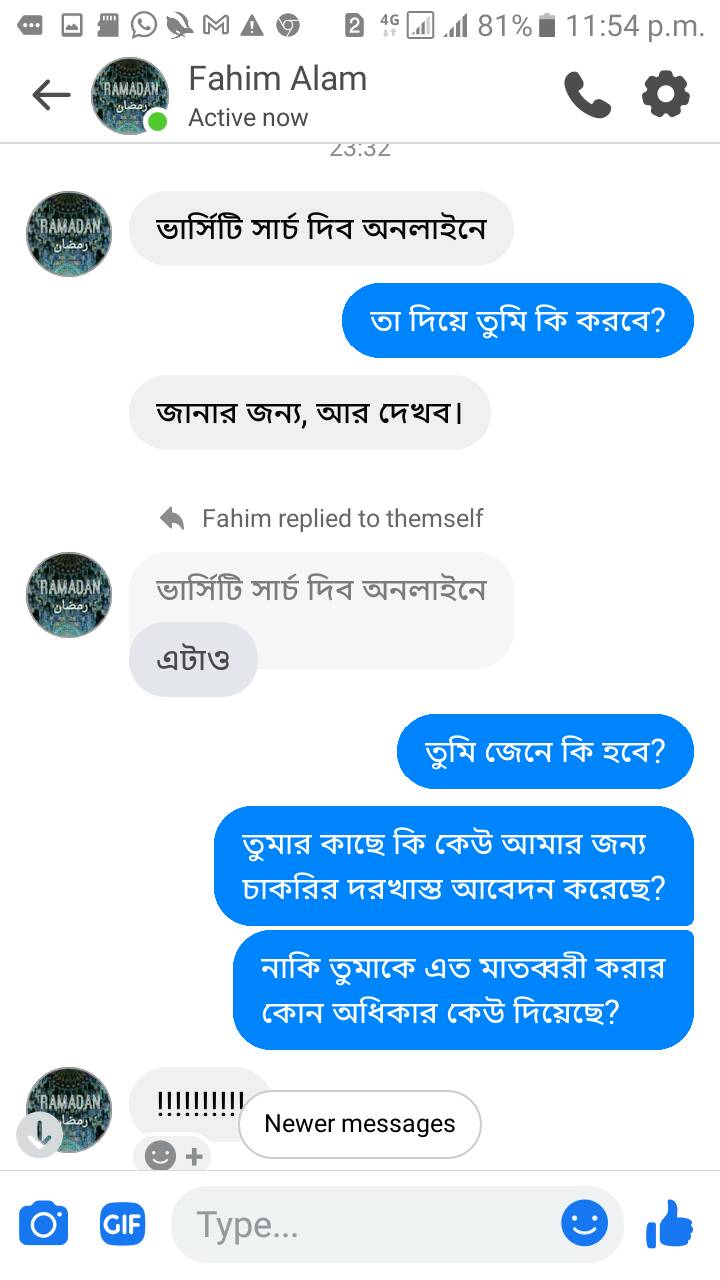 2 4G 81% 11:54 p.m.
Fahim Alam
Active now
23:32
RAMADAN
رمضان
ভার্সিটি সার্চ দিব অনলাইনে
তা দিয়ে তুমি কি করবে?
জানার জন্য, আর দেখব।
Fahim replied to themself
ভার্সিটি সার্চ দিব অনলাইনে
এটাও
তুমি জেনে কি হবে?
তুমার কাছে কি কেউ আমার জন্য
চাকরির দরখাস্ত আবেদন করেছে?
নাকি তুমাকে এত মাতব্বরী করার
কোন অধিকার কেউ দিয়েছে?
!!!!!!!!!!
Newer messages
GIF
Type...